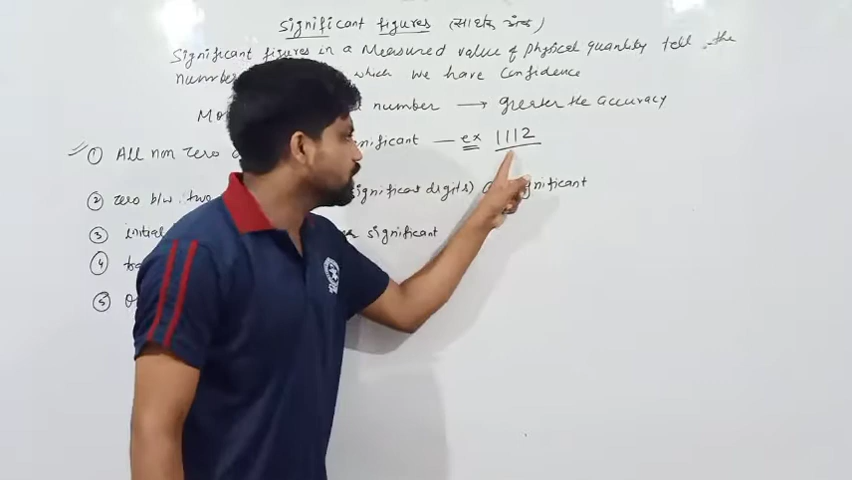 Significant figures (सार्थक अंक)
Significant figures in a Measured value of physical quantity tell the
number which we have Confidence
number → greater the accuracy
① All non zero significant — ex 1112
② zero b/w two significant digits) significant
③ initial significant
④
⑤